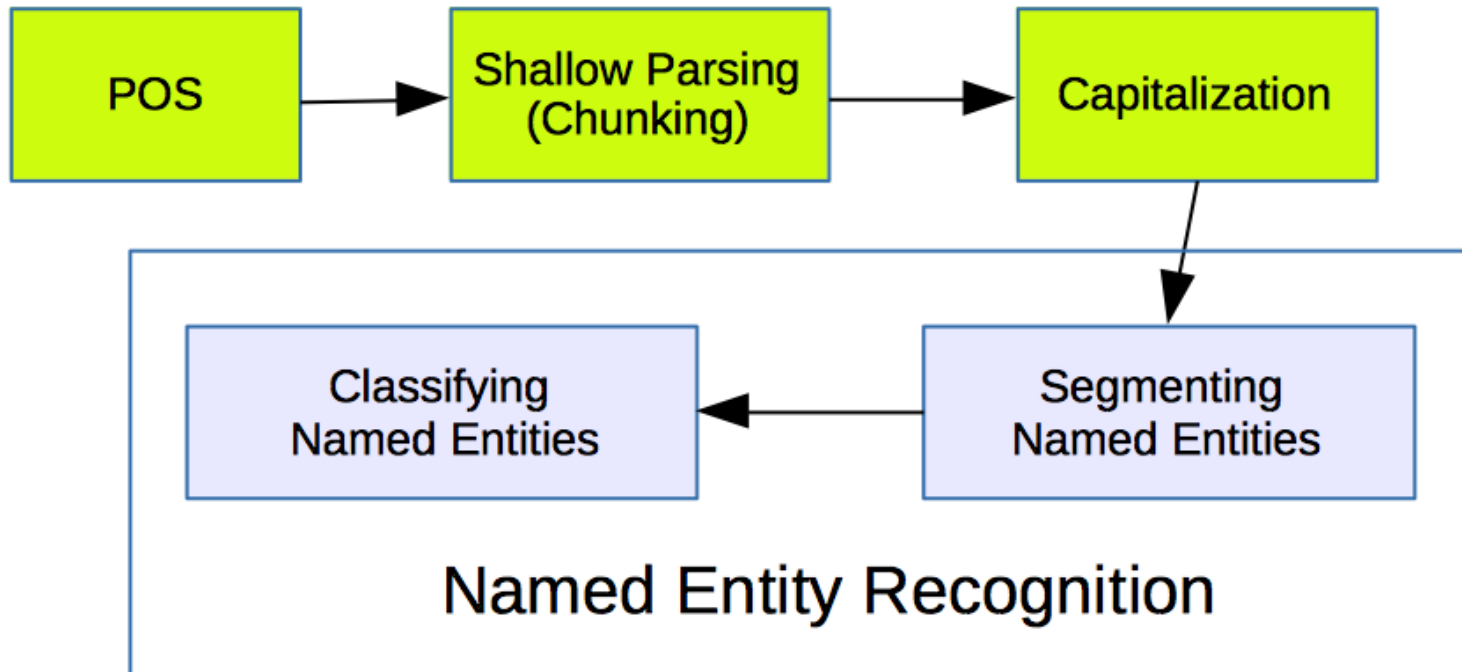 POS
Shallow Parsing
(Chunking)
Capitalization
Classifying
Named Entities
Segmenting
Named Entities
Named Entity Recognition